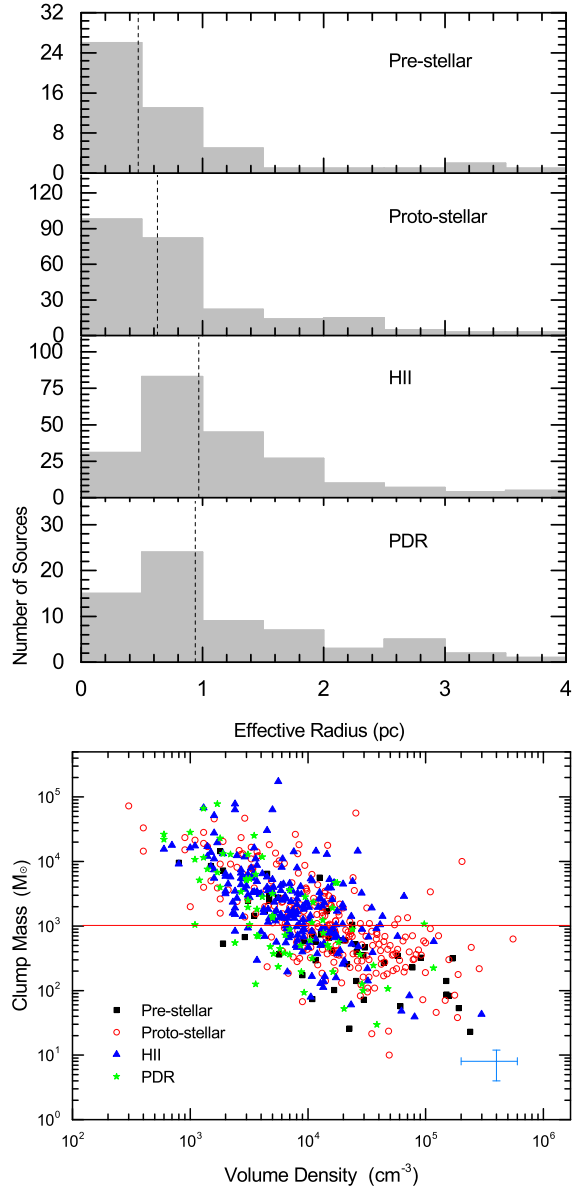 32
24
16
8
0
Pre-stellar
120
90
60
30
0
Proto-stellar
100
75
50
25
0
HII
30
20
10
0
PDR
Number of Sources
0 1 2 3 4
Effective Radius (pc)
10^5
10^4
10^3
10^2
10^1
10^0
Clump Mass (M⊙)
Pre-stellar
Proto-stellar
HII
PDR
10^2 10^3 10^4 10^5 10^6
Volume Density (cm^-3)